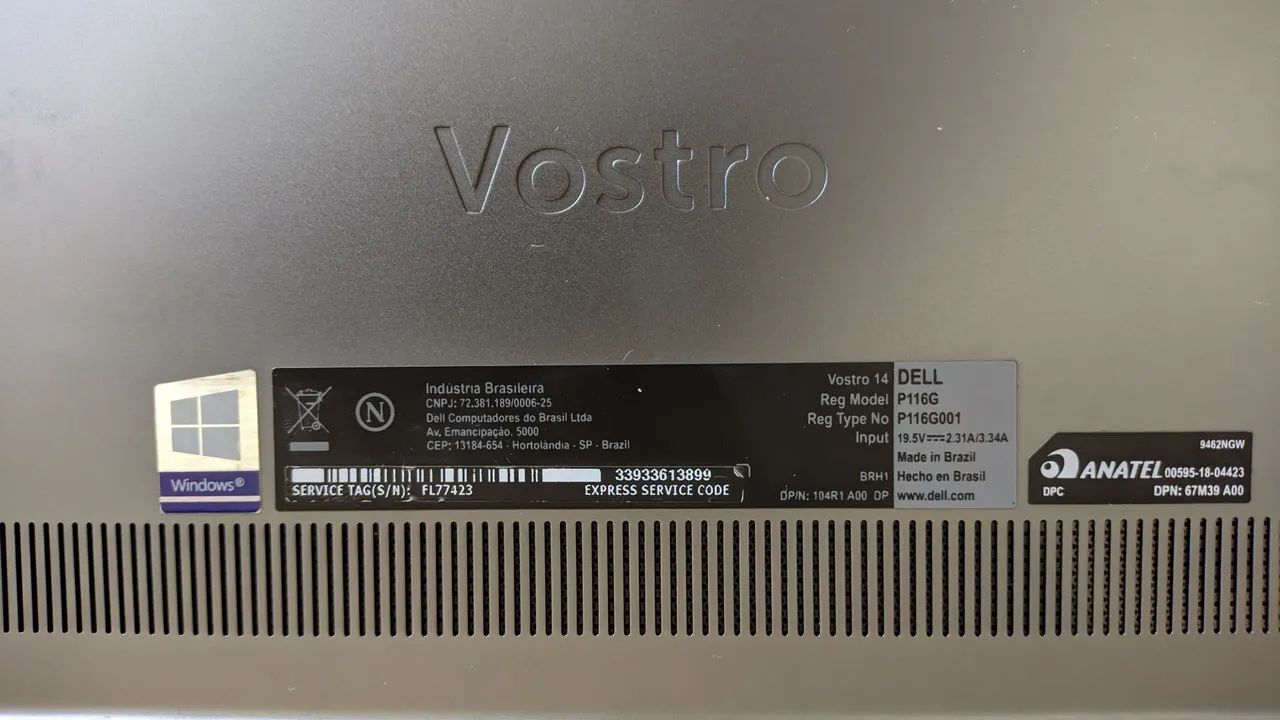 Vostro
Windows®
N
Indústria Brasileira
CNPJ: 72.381.189/0006-25
Dell Computadores do Brasil Ltda
Av, Emancipação, 5000
CEP: 13184-654 - Hortolândia - SP - Brazil
33933613899
SERVICE TAG(S/N): FL77423
EXPRESS SERVICE CODE
Vostro 14 DELL
Reg Model P116G
Reg Type No P116G001
Input 19.5V⎓2.31A/3.34A
Made in Brazil
BRH1 Hecho en Brasil
DP/N: 104R1 A00 DP www.dell.com
9462NGW
ANATEL 00595-18-04423
DPC DPN: 67M39 A00